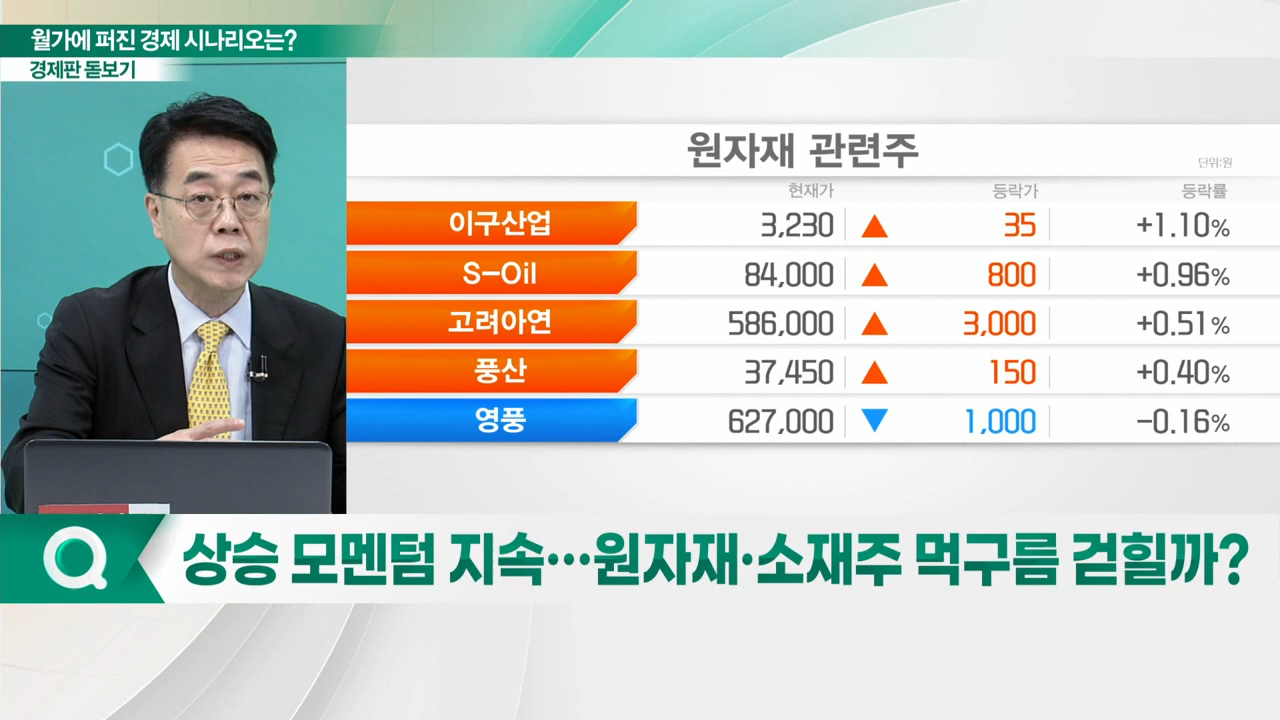 월가에 퍼진 경제 시나리오는?
경제판 돋보기
원자재 관련주
단위:원
현재가 등락가 등락률
이구산업 3,230 ▲ 35 +1.10%
S-Oil 84,000 ▲ 800 +0.96%
고려아연 586,000 ▲ 3,000 +0.51%
풍산 37,450 ▲ 150 +0.40%
영풍 627,000 ▼ 1,000 -0.16%
상승 모멘텀 지속…원자재·소재주 먹구름 걷힐까?